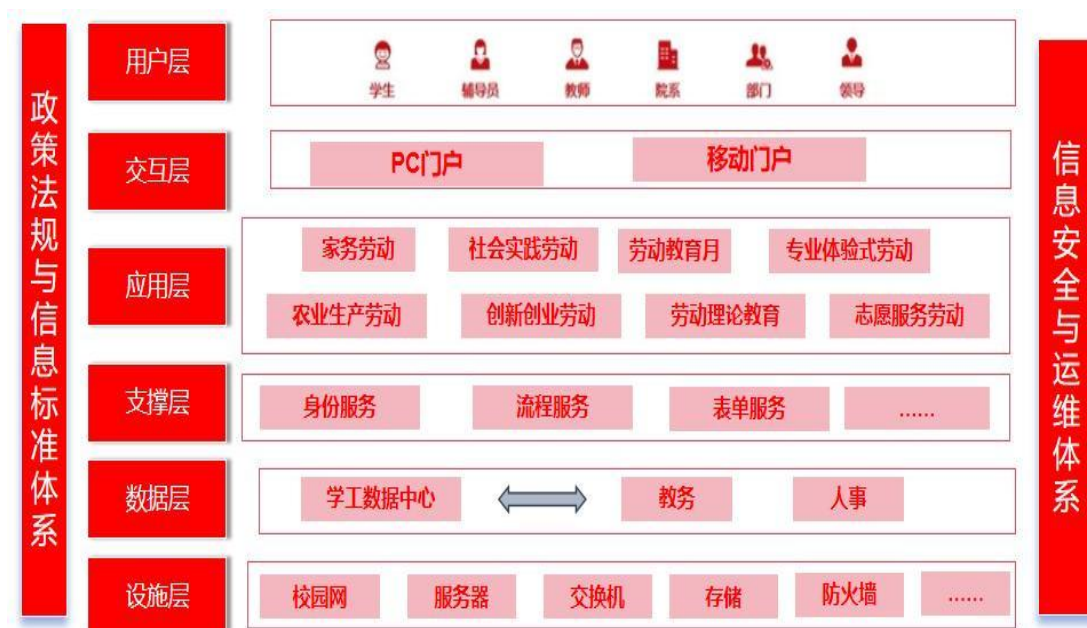 政策法规与信息标准体系
用户层
学生 辅导员 教师 院系 部门 领导
交互层
PC门户 移动门户
应用层
家务劳动 社会实践劳动 劳动教育月 专业体验式劳动
农业生产劳动 创新创业劳动 劳动理论教育 志愿服务劳动
支撑层
身份服务 流程服务 表单服务 ......
数据层
学工数据中心 教务 人事
设施层
校园网 服务器 交换机 存储 防火墙 ......
信息安全与运维体系